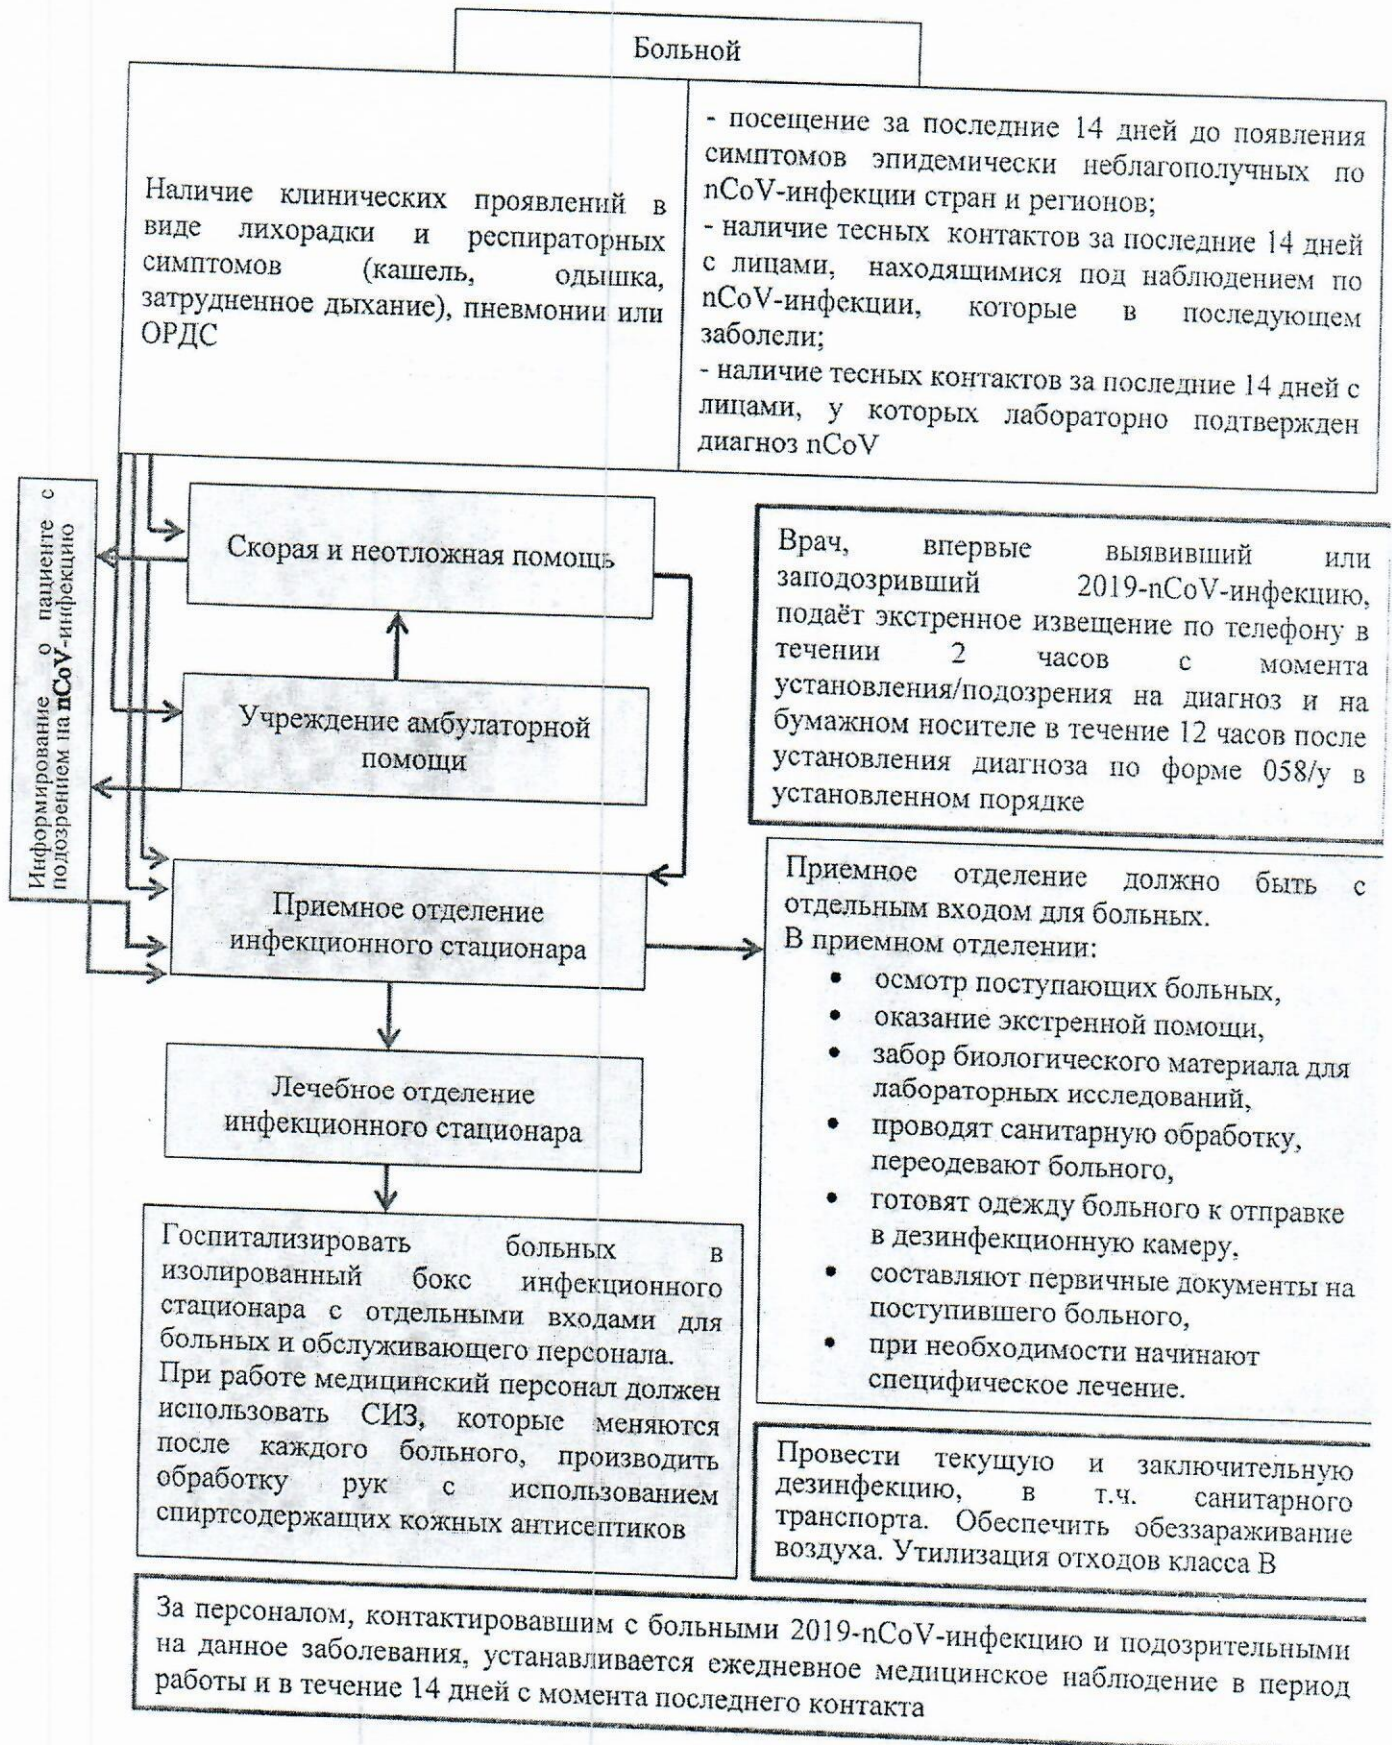 Больной
Наличие клинических проявлений в
виде лихорадки и респираторных
симптомов (кашель, одышка,
затрудненное дыхание), пневмонии или
ОРДС
- посещение за последние 14 дней до появления
симптомов эпидемически неблагополучных по
nCoV-инфекции стран и регионов;
- наличие тесных контактов за последние 14 дней
с лицами, находящимися под наблюдением по
nCoV-инфекции, которые в последующем
заболели;
- наличие тесных контактов за последние 14 дней с
лицами, у которых лабораторно подтвержден
диагноз nCoV
Информирование о пациенте с
подозрением на nCoV-инфекцию
Скорая и неотложная помощь
Учреждение амбулаторной
помощи
Приемное отделение
инфекционного стационара
Лечебное отделение
инфекционного стационара
Госпитализировать больных в
изолированный бокс инфекционного
стационара с отдельными входами для
больных и обслуживающего персонала.
При работе медицинский персонал должен
использовать СИЗ, которые меняются
после каждого больного, производить
обработку рук с использованием
спиртсодержащих кожных антисептиков
Врач, впервые выявивший или
заподозривший 2019-nCoV-инфекцию,
подаёт экстренное извещение по телефону в
течении 2 часов с момента
установления/подозрения на диагноз и на
бумажном носителе в течение 12 часов после
установления диагноза по форме 058/у в
установленном порядке
Приемное отделение должно быть с
отдельным входом для больных.
В приемном отделении:
• осмотр поступающих больных,
• оказание экстренной помощи,
• забор биологического материала для
лабораторных исследований,
• проводят санитарную обработку,
переодевают больного,
• готовят одежду больного к отправке
в дезинфекционную камеру,
• составляют первичные документы на
поступившего больного,
• при необходимости начинают
специфическое лечение.
Провести текущую и заключительную
дезинфекцию, в т.ч. санитарного
транспорта. Обеспечить обеззараживание
воздуха. Утилизация отходов класса В
За персоналом, контактировавшим с больными 2019-nCoV-инфекцию и подозрительными
на данное заболевания, устанавливается ежедневное медицинское наблюдение в период
работы и в течение 14 дней с момента последнего контакта